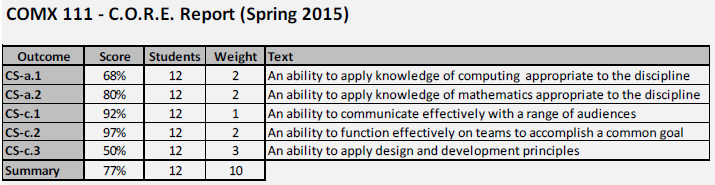 COMX 111 - C.O.R.E. Report (Spring 2015)
Outcome Score Students Weight Text
CS-a.1 68% 12 2 An ability to apply knowledge of computing appropriate to the discipline
CS-a.2 80% 12 2 An ability to apply knowledge of mathematics appropriate to the discipline
CS-c.1 92% 12 1 An ability to communicate effectively with a range of audiences
CS-c.2 97% 12 2 An ability to function effectively on teams to accomplish a common goal
CS-c.3 50% 12 3 An ability to apply design and development principles
Summary 77% 12 10